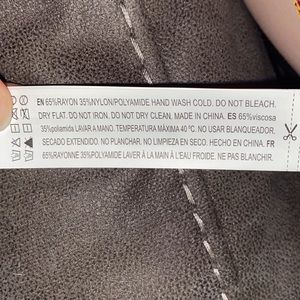 EN 65%RAYON 35%NYLON/POLYAMIDE HAND WASH COLD. DO NOT BLEACH.
DRY FLAT. DO NOT IRON. DO NOT DRY CLEAN, MADE IN CHINA. ES 65%viscosa
35%poliamida LAVAR A MANO. TEMPERATURA MÁXIMA 40 ºC. NO USAR BLANQUEADOR.
SECADO EXTENDIDO. NO PLANCHAR. NO LIMPIEZA EN SECO. HECHO EN CHINA. FR
65%RAYONNE 35%POLYAMIDE LAVER À LA MAIN À L'EAU FROIDE. NE PAS BLANCHIR.